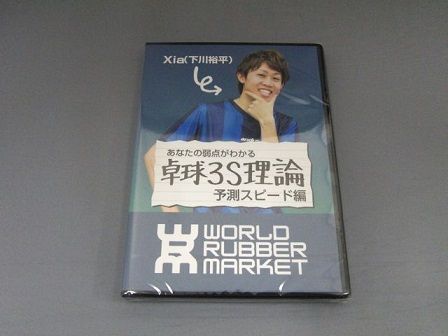 Xia(下川裕平)
あなたの弱点がわかる
卓球3S理論
予測スピード編
WORLD
RUBBER
MARKET